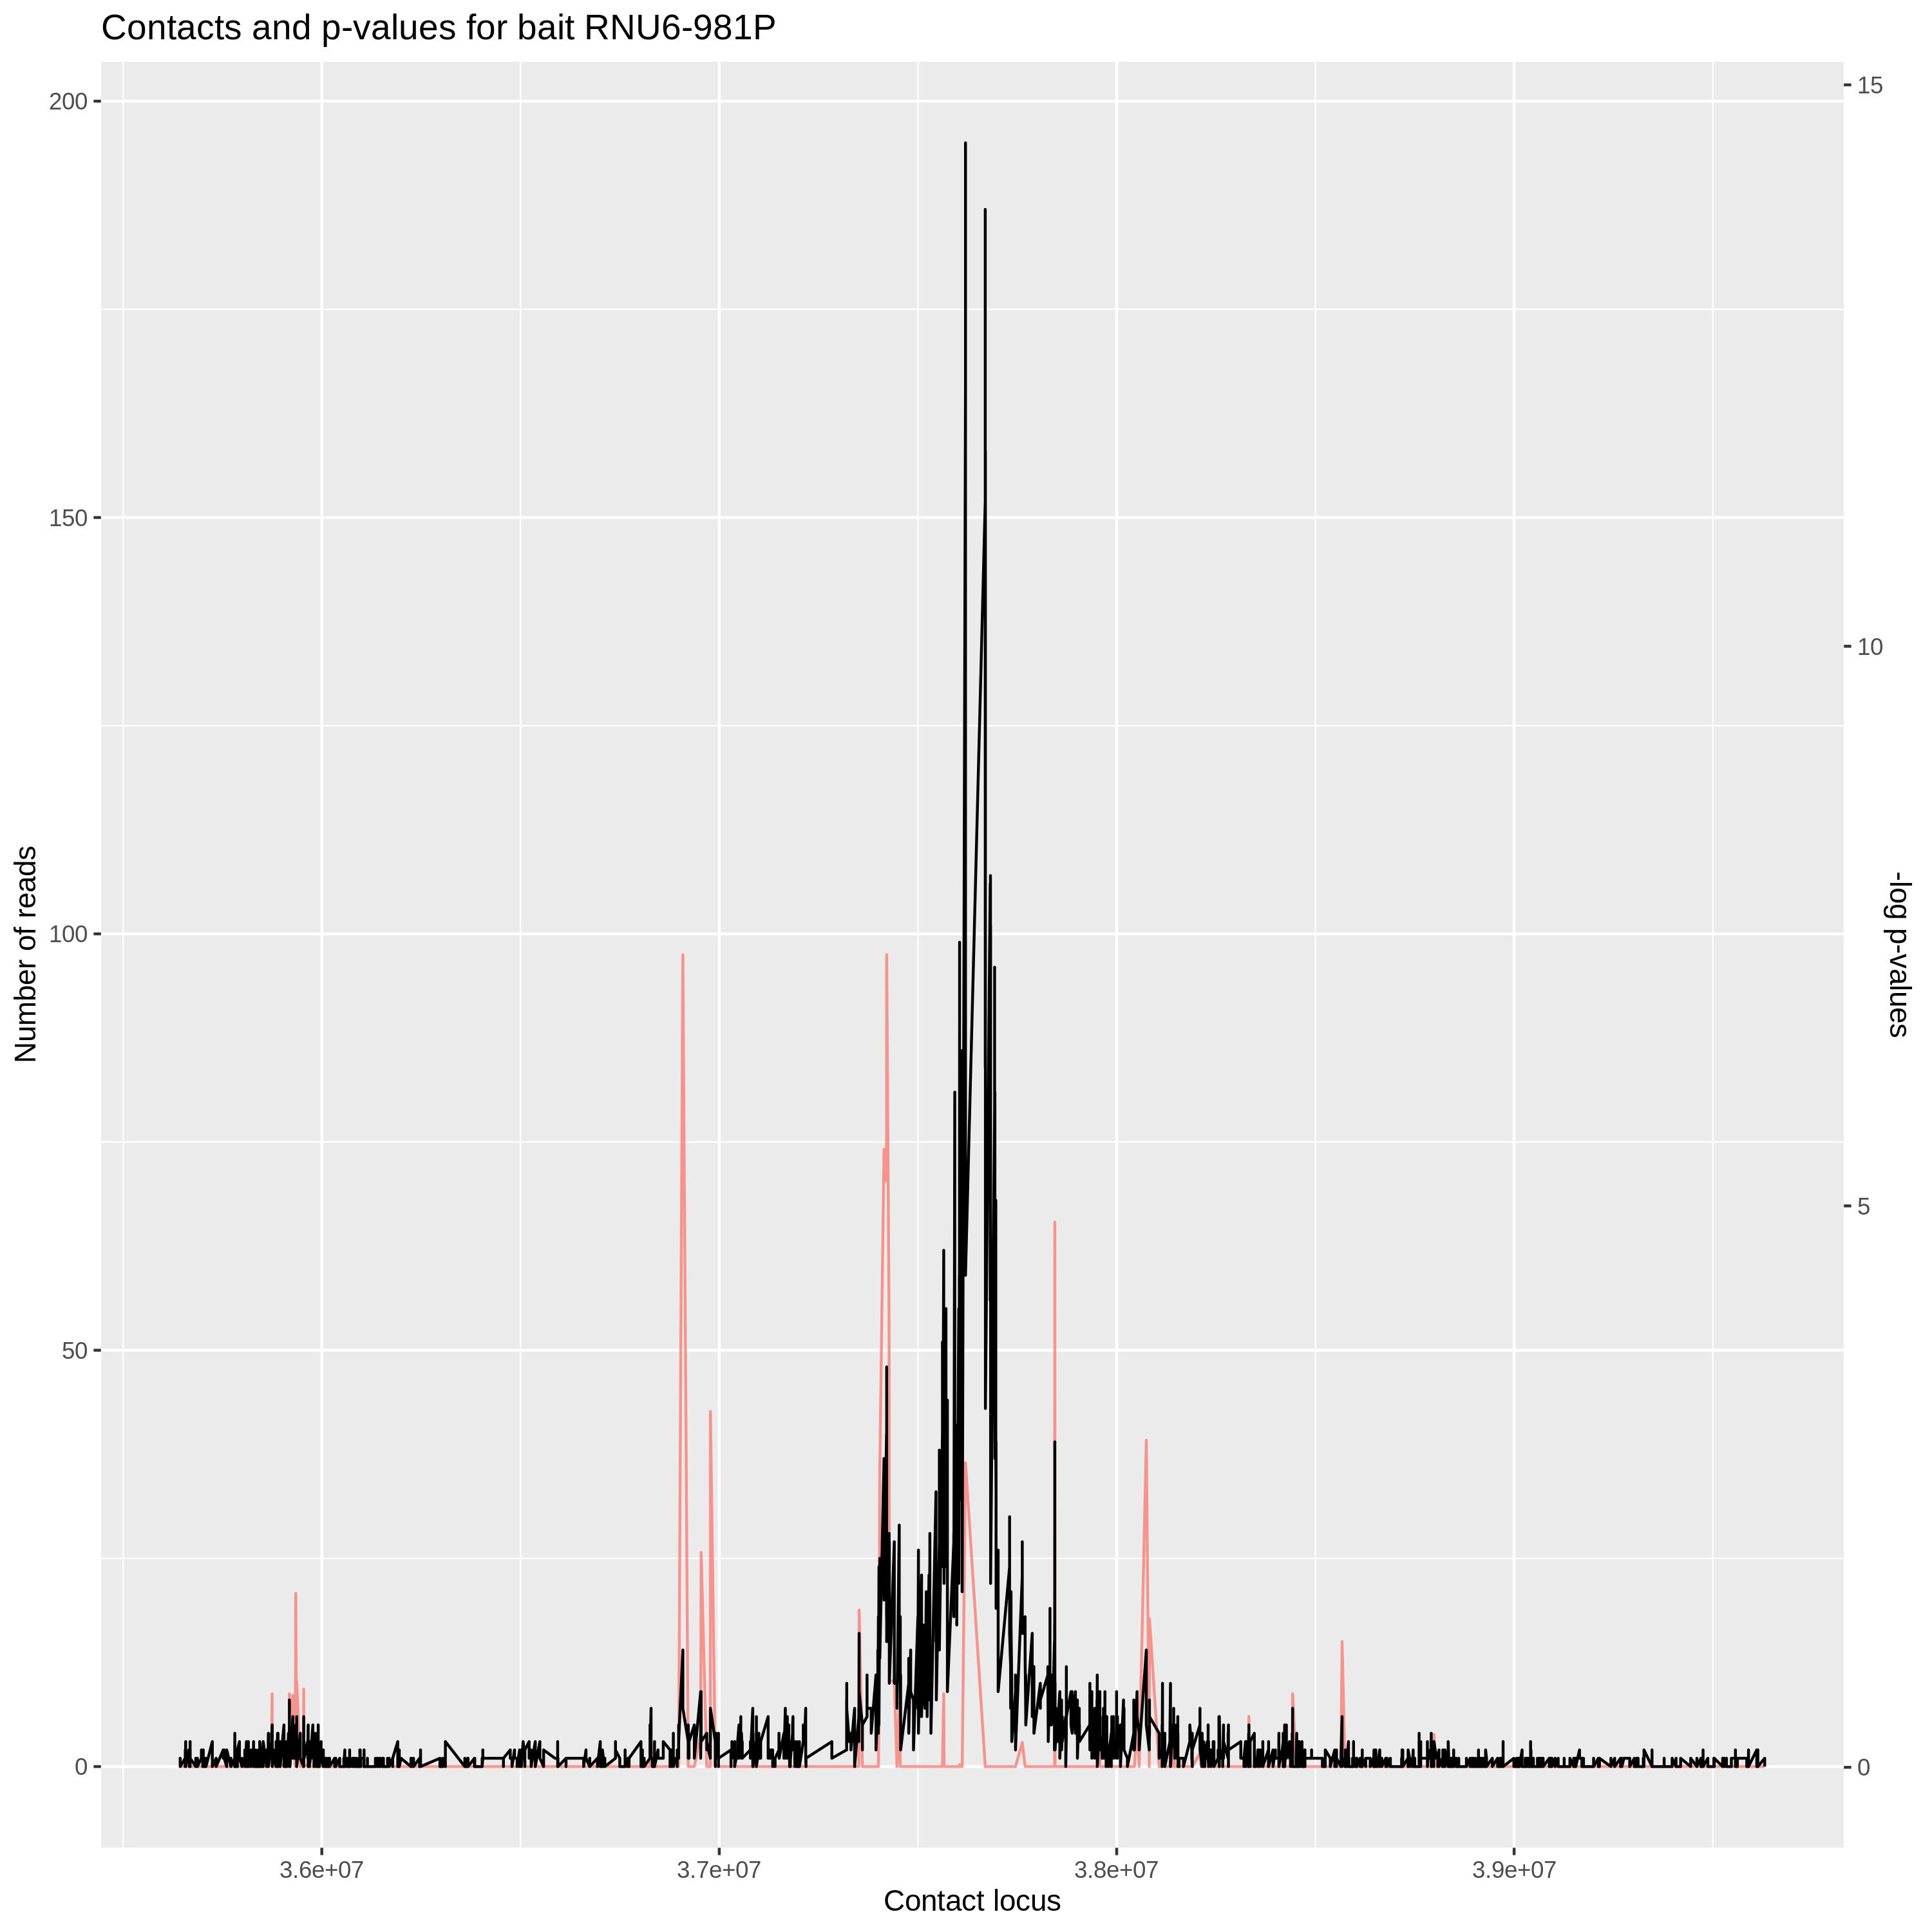 Contacts and p-values for bait RNU6-981P
200
150
100
50
0
15
10
5
0
Number of reads
-log p-values
3.6e+07 3.7e+07 3.8e+07 3.9e+07
Contact locus